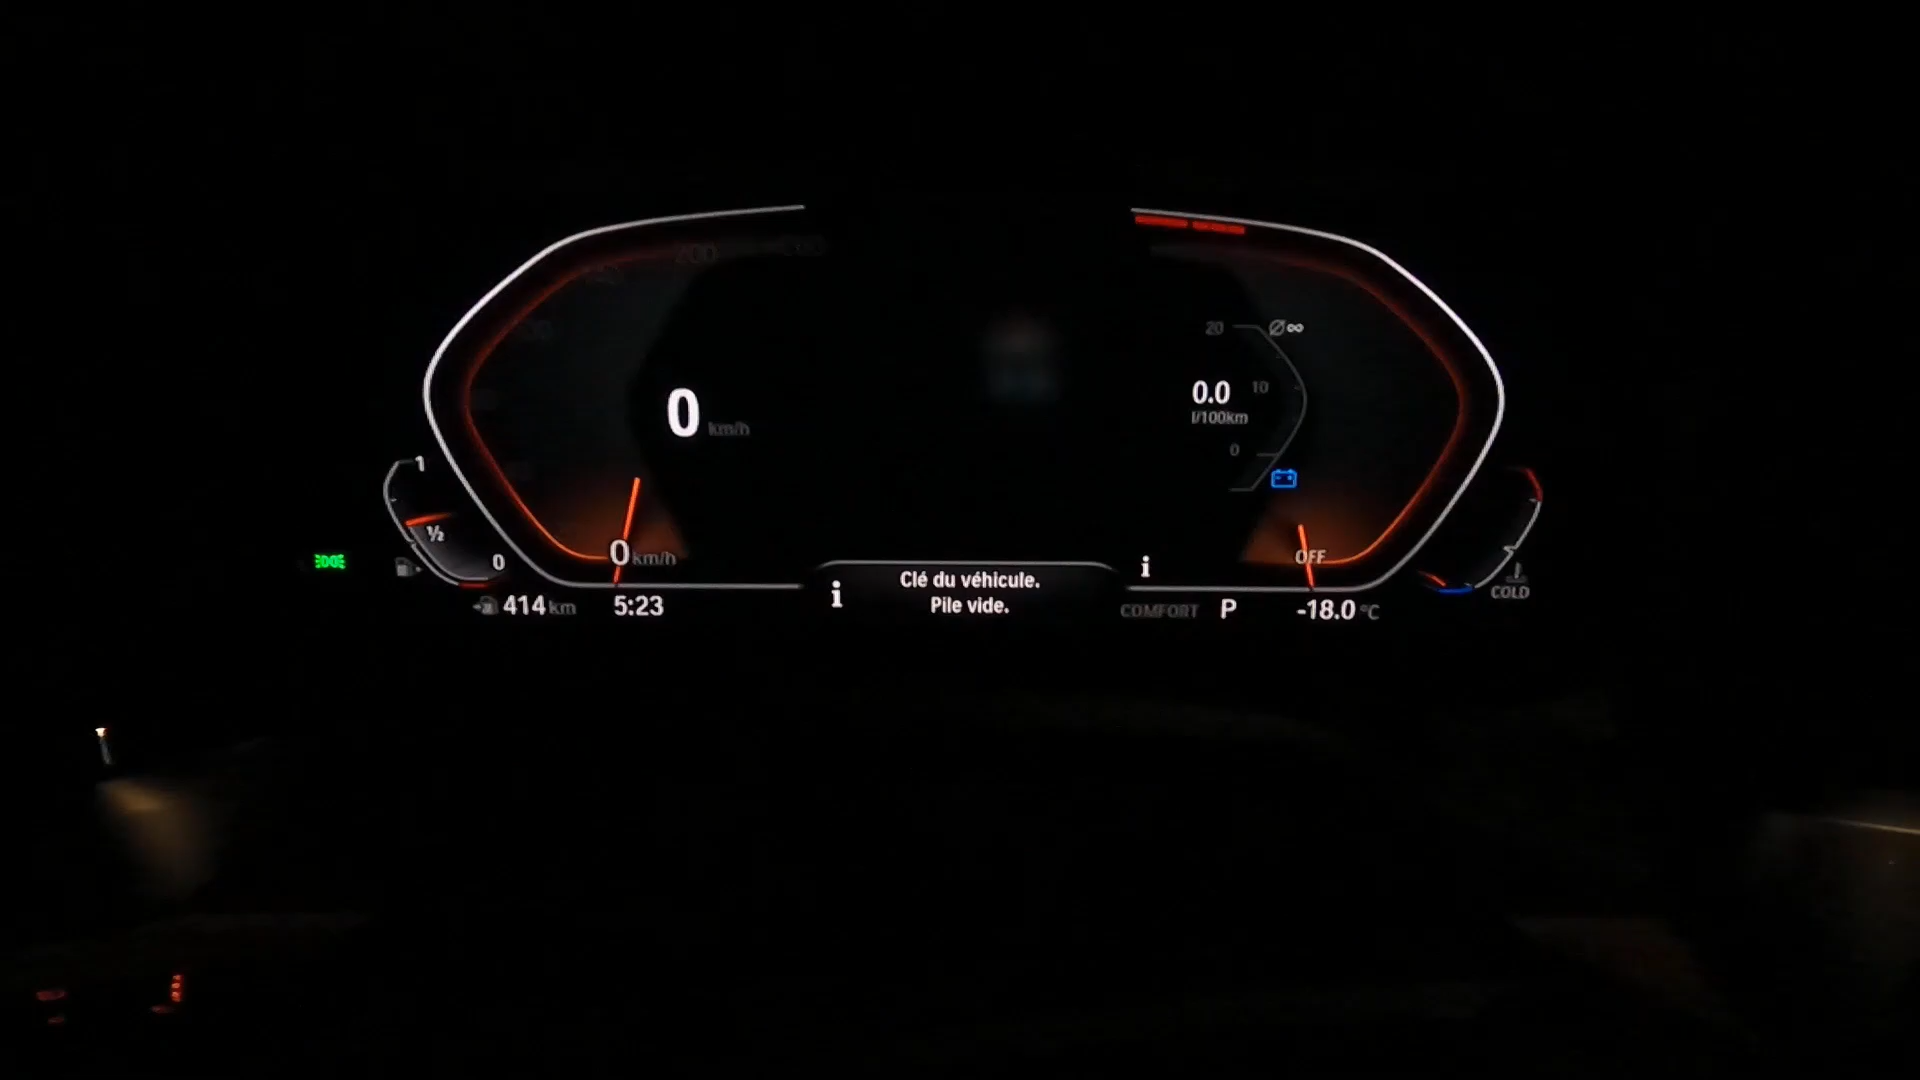 0 km/h
20 Ø∞
0.0 10
l/100km
0
1
½
0
0 km/h
OFF
414 km 5:23
Clé du véhicule.
Pile vide.
COMFORT P -18.0 °C
COLD